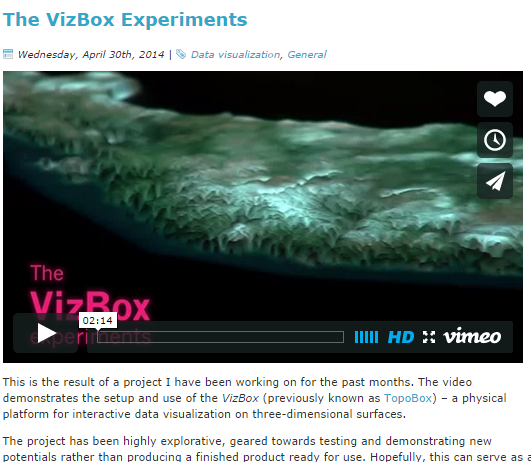 The VizBox Experiments
Wednesday, April 30th, 2014 | Data visualization, General
The
VizBox
experiments
02:14
HD vimeo
This is the result of a project I have been working on for the past months. The video
demonstrates the setup and use of the VizBox (previously known as TopoBox) – a physical
platform for interactive data visualization on three-dimensional surfaces.
The project has been highly explorative, geared towards testing and demonstrating new
potentials rather than producing a finished product ready for use. Hopefully, this can serve as a